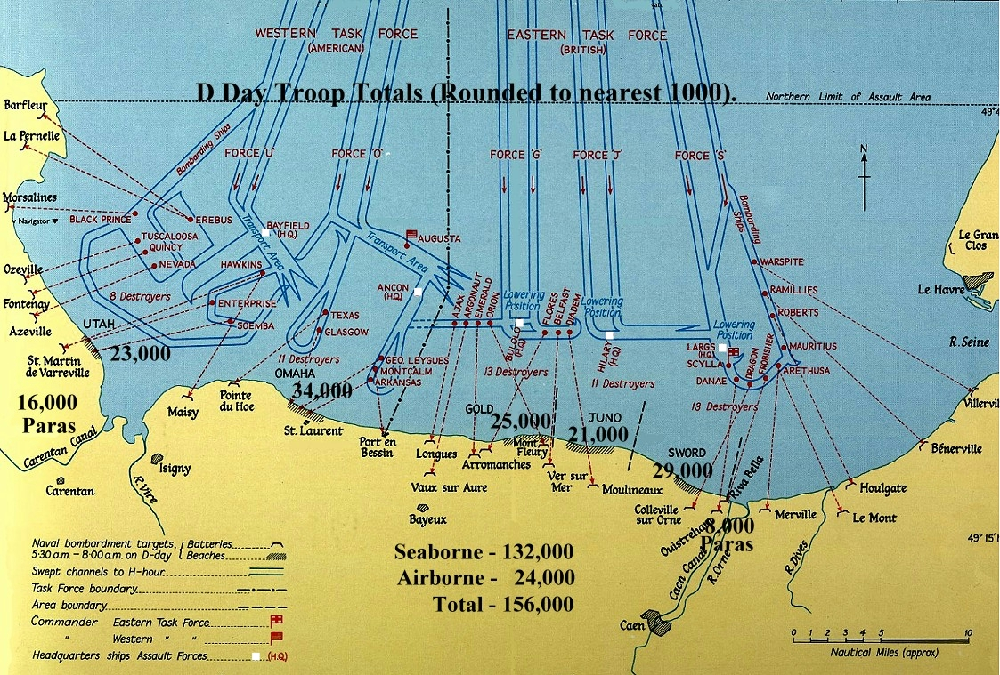 WESTERN TASK FORCE
(AMERICAN)
EASTERN TASK FORCE
(BRITISH)
D Day Troop Totals (Rounded to nearest 1000).
Northern Limit of Assault Area
Barfleur
La Pernelle
Morsalines
Navigator
Ozeville
Fontenay
Azeville
UTAH
23,000
St. Martin
de Varreville
16,000
Paras
Carentan Canal
Carentan
Isigny
R. Vire
Maisy
Pointe
du Hoe
Bombarding Ships
FORCE 'U'
FORCE 'O'
FORCE 'G'
FORCE 'J'
FORCE 'S'
N
BLACK PRINCE
EREBUS
TUSCALOOSA
QUINCY
NEVADA
HAWKINS
ENTERPRISE
SOEMBA
8 Destroyers
BAYFIELD
(H.Q.)
Transport Area
Transport Area
AUGUSTA
ANCON
(HQ)
TEXAS
GLASGOW
11 Destroyers
GEO. LEYGUES
MONTCALM
ARKANSAS
OMAHA
34,000
St. Laurent
Port en
Bessin
AJAX
ARGONAUT
EMERALD
ORION
Lowering
Position
BULOLO
(H.Q)
FLORES
BELFAST
DIADEM
13 Destroyers
Lowering
Position
HILARY
(H.Q)
11 Destroyers
Bombarding
Ships
WARSPITE
RAMILLIES
ROBERTS
MAURITIUS
ARETHUSA
Lowering
Position
LARGS
(H.Q.)
SCYLLA
DANAE
DRAGON
FROBISHER
13 Destroyers
GOLD
25,000
JUNO
21,000
SWORD
29,000
Longues
Vaux sur Aure
Arromanches
Mont
Fleury
Ver sur
Mer
Moulineaux
Bayeux
Colleville
sur Orne
Riva Bella
Ouistreham
8,000
Paras
Caen Canal
R. Orne
Caen
Merville
Le Mont
Houlgate
R. Dives
Bénerville
Villervil
R. Seine
Le Havre
Le Gran
Clos
49°4
49°15'
Seaborne - 132,000
Airborne - 24,000
Total - 156,000
Naval bombardment targets, { Batteries
5·30 a.m. – 8·00 a.m. on D-day Beaches
Swept channels to H-hour
Task Force boundary
Area boundary
Commander Eastern Task Force
" Western " "
Headquarters ships Assault Forces (H.Q.)
0 1 2 3 4 5 10
Nautical Miles (approx)